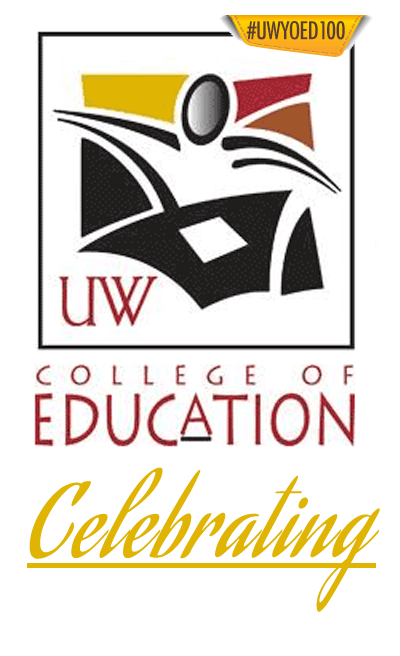 #UWYOED100
UW
COLLEGE OF
EDUCATION
Celebrating